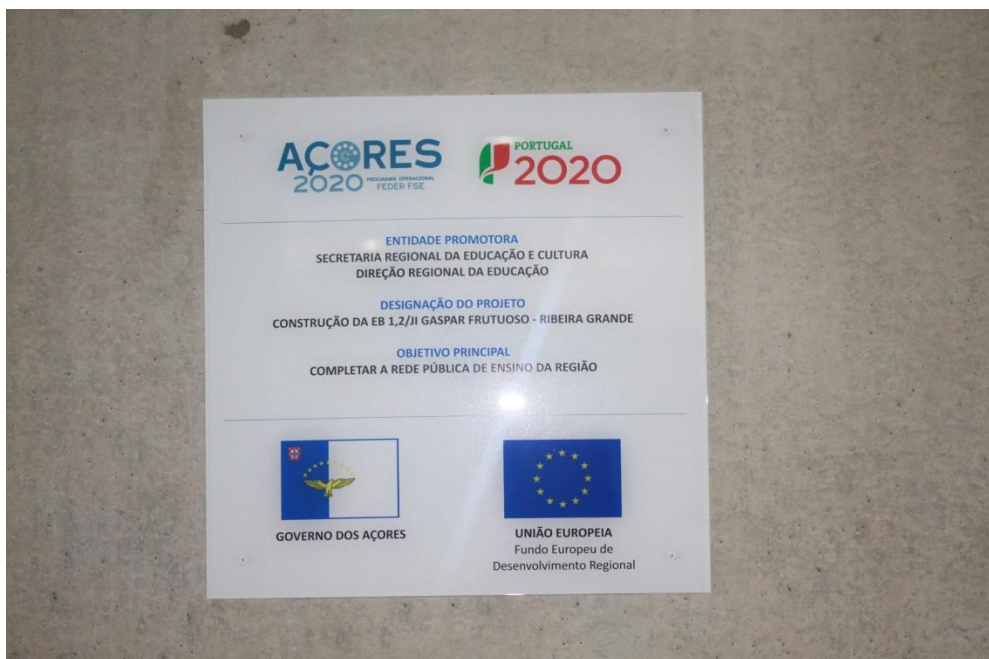 AÇORES
2020 PROGRAMA OPERACIONAL
FEDER FSE
PORTUGAL
2020
ENTIDADE PROMOTORA
SECRETARIA REGIONAL DA EDUCAÇÃO E CULTURA
DIREÇÃO REGIONAL DA EDUCAÇÃO
DESIGNAÇÃO DO PROJETO
CONSTRUÇÃO DA EB 1,2/JI GASPAR FRUTUOSO - RIBEIRA GRANDE
OBJETIVO PRINCIPAL
COMPLETAR A REDE PÚBLICA DE ENSINO DA REGIÃO
GOVERNO DOS AÇORES
UNIÃO EUROPEIA
Fundo Europeu de
Desenvolvimento Regional